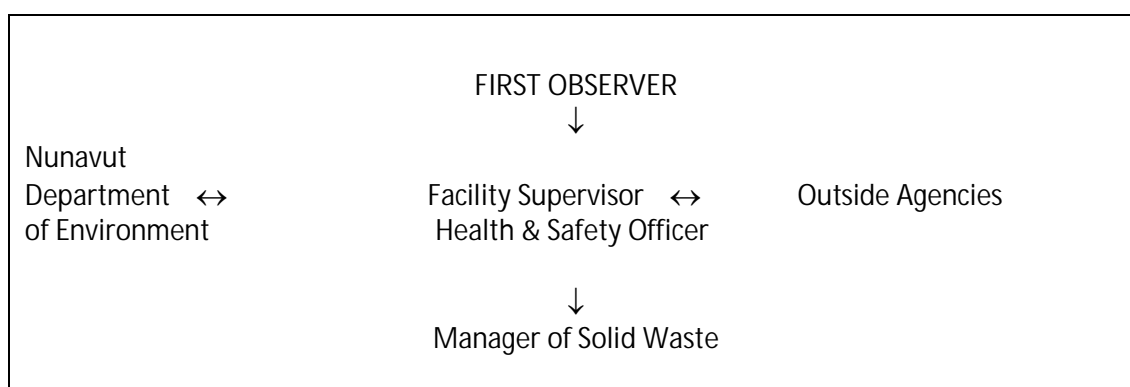 FIRST OBSERVER
↓
Nunavut
Department ↔ Facility Supervisor ↔ Outside Agencies
of Environment Health & Safety Officer
↓
Manager of Solid Waste